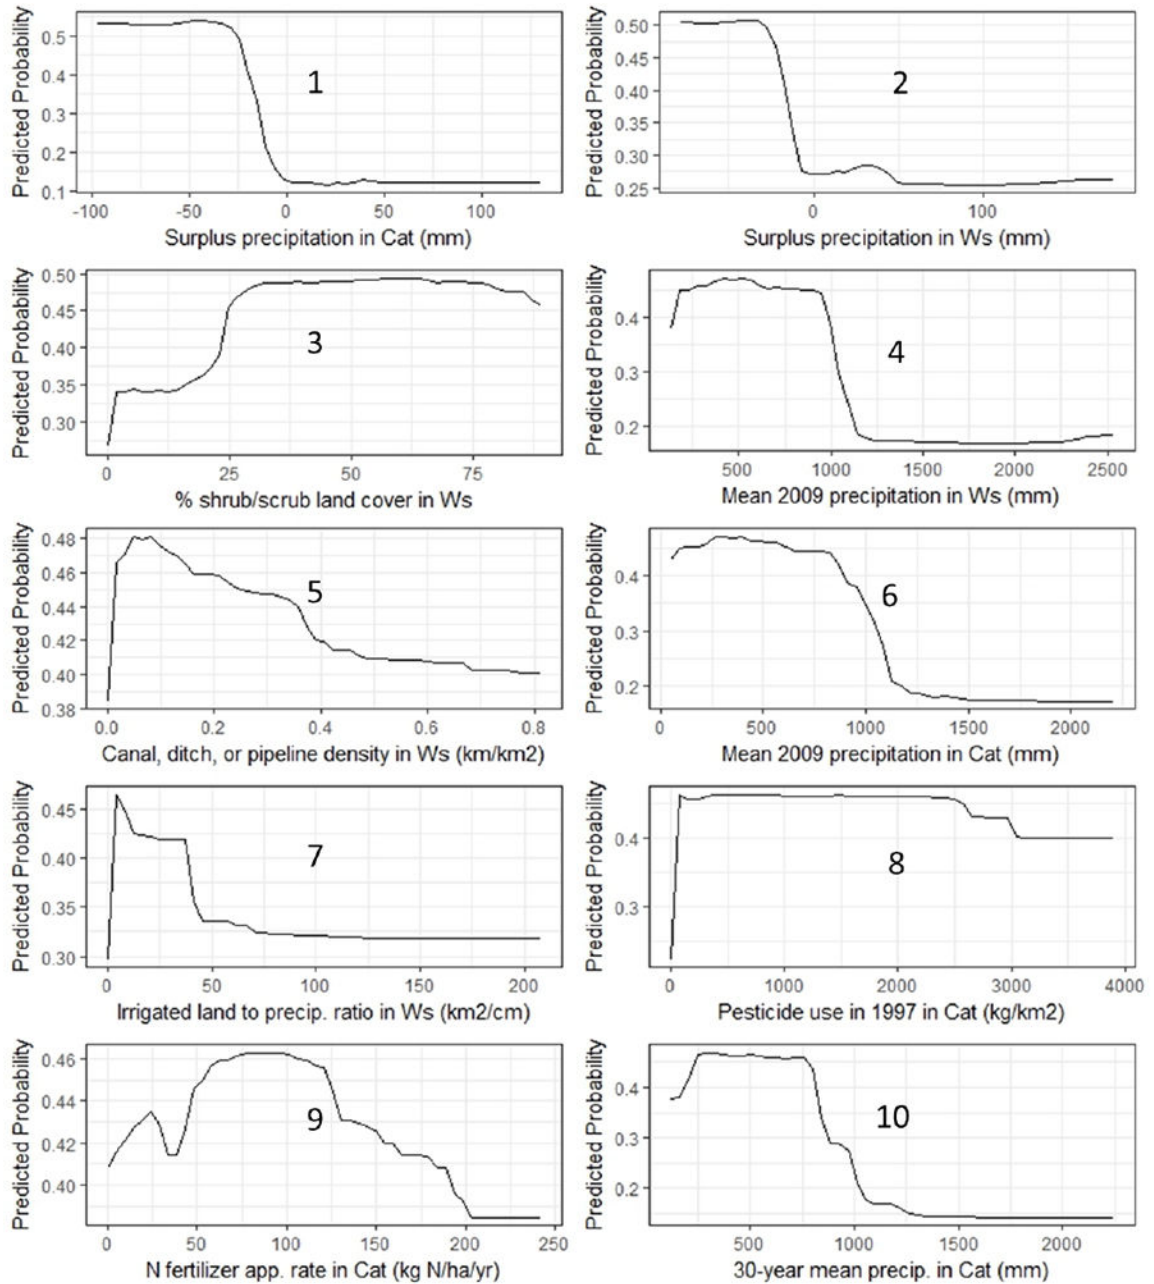 Predicted Probability
0.5
0.4
0.3
0.2
0.1
1
-100 -50 0 50 100
Surplus precipitation in Cat (mm)
Predicted Probability
0.50
0.45
0.40
0.35
0.30
0.25
2
0 100
Surplus precipitation in Ws (mm)
Predicted Probability
0.50
0.45
0.40
0.35
0.30
3
0 25 50 75
% shrub/scrub land cover in Ws
Predicted Probability
0.4
0.3
0.2
4
500 1000 1500 2000 2500
Mean 2009 precipitation in Ws (mm)
Predicted Probability
0.48
0.46
0.44
0.42
0.40
0.38
5
0.0 0.2 0.4 0.6 0.8
Canal, ditch, or pipeline density in Ws (km/km2)
Predicted Probability
0.4
0.3
0.2
6
0 500 1000 1500 2000
Mean 2009 precipitation in Cat (mm)
Predicted Probability
0.45
0.40
0.35
0.30
7
0 50 100 150 200
Irrigated land to precip. ratio in Ws (km2/cm)
Predicted Probability
0.4
0.3
8
0 1000 2000 3000 4000
Pesticide use in 1997 in Cat (kg/km2)
Predicted Probability
0.46
0.44
0.42
0.40
9
0 50 100 150 200 250
N fertilizer app. rate in Cat (kg N/ha/yr)
Predicted Probability
0.4
0.3
0.2
10
500 1000 1500 2000
30-year mean precip. in Cat (mm)